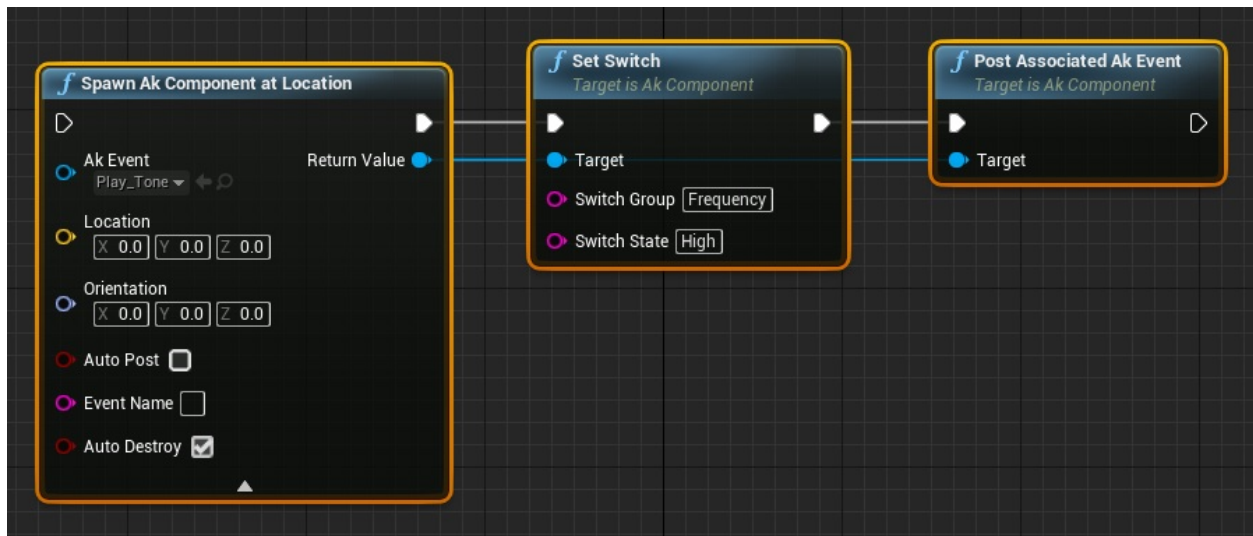 f Spawn Ak Component at Location
Ak Event
Play_Tone
Return Value
Location
X 0.0 Y 0.0 Z 0.0
Orientation
X 0.0 Y 0.0 Z 0.0
Auto Post
Event Name
Auto Destroy
f Set Switch
Target is Ak Component
Target
Switch Group Frequency
Switch State High
f Post Associated Ak Event
Target is Ak Component
Target